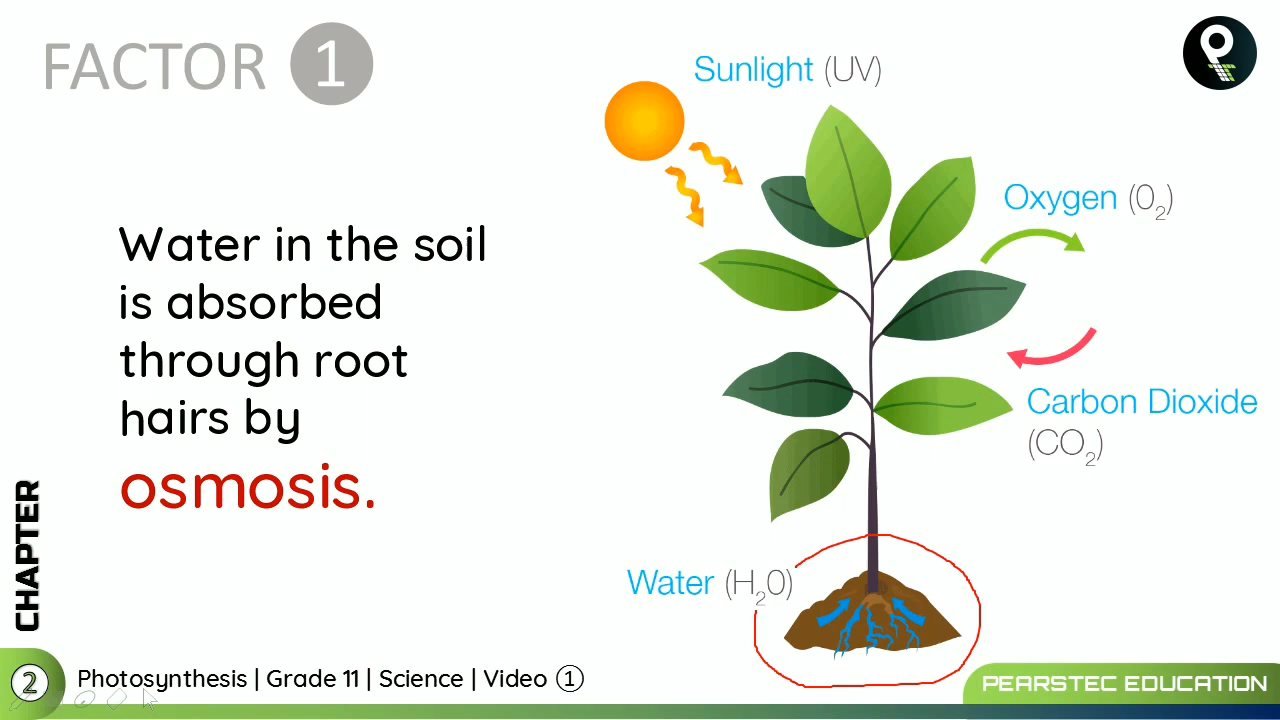 FACTOR 1
Sunlight (UV)
Oxygen (0₂)
Water in the soil
is absorbed
through root
hairs by
osmosis.
Carbon Dioxide
(CO₂)
Water (H₂0)
CHAPTER
2
Photosynthesis | Grade 11 | Science | Video ①
PEARSTEC EDUCATION